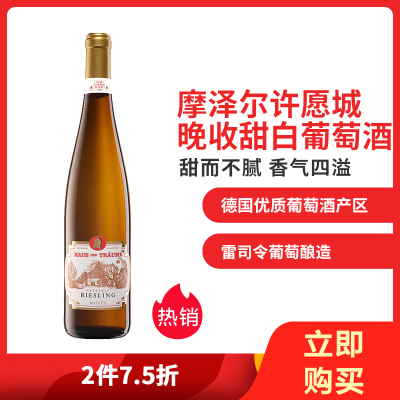 摩泽尔许愿城
晚收甜白葡萄酒
甜而不腻 香气四溢
德国优质葡萄酒产区
雷司令葡萄酿造
HAUS DER TRÄUME
SPÄTLESE
RIESLING
MOSEL
热销
2件7.5折
立即
购买